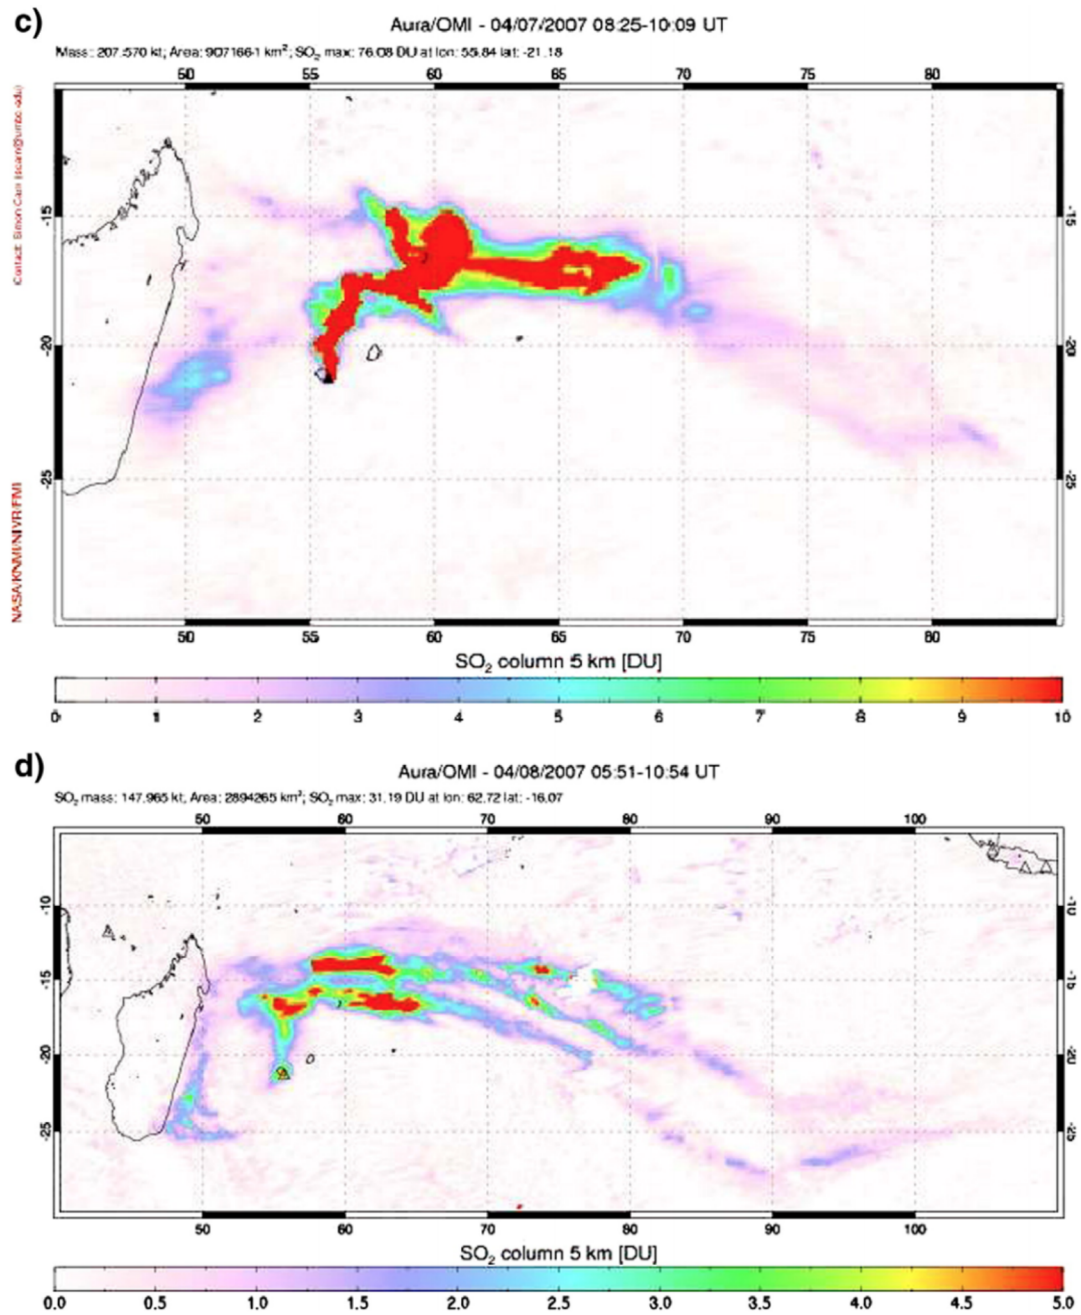 c)
Aura/OMI - 04/07/2007 08:25-10:09 UT
Mass: 207.570 kt; Area: 907166.1 km²; SO₂ max: 76.08 DU at lon: 55.84 lat: -21.18
50 55 60 65 70 75 80
-15 -15
-20 -20
-25 -25
NASA/KNMI/NIVR/FMI
50 55 60 65 70 75 80
SO₂ column 5 km [DU]
0 1 2 3 4 5 6 7 8 9 10
d)
Aura/OMI - 04/08/2007 05:51-10:54 UT
SO₂ mass: 147.965 kt; Area: 2894265 km²; SO₂ max: 31.19 DU at lon: 62.72 lat: -16.07
50 60 70 80 90 100
-10 -10
-15 -15
-20 -20
-25 -25
50 60 70 80 90 100
SO₂ column 5 km [DU]
0.0 0.5 1.0 1.5 2.0 2.5 3.0 3.5 4.0 4.5 5.0